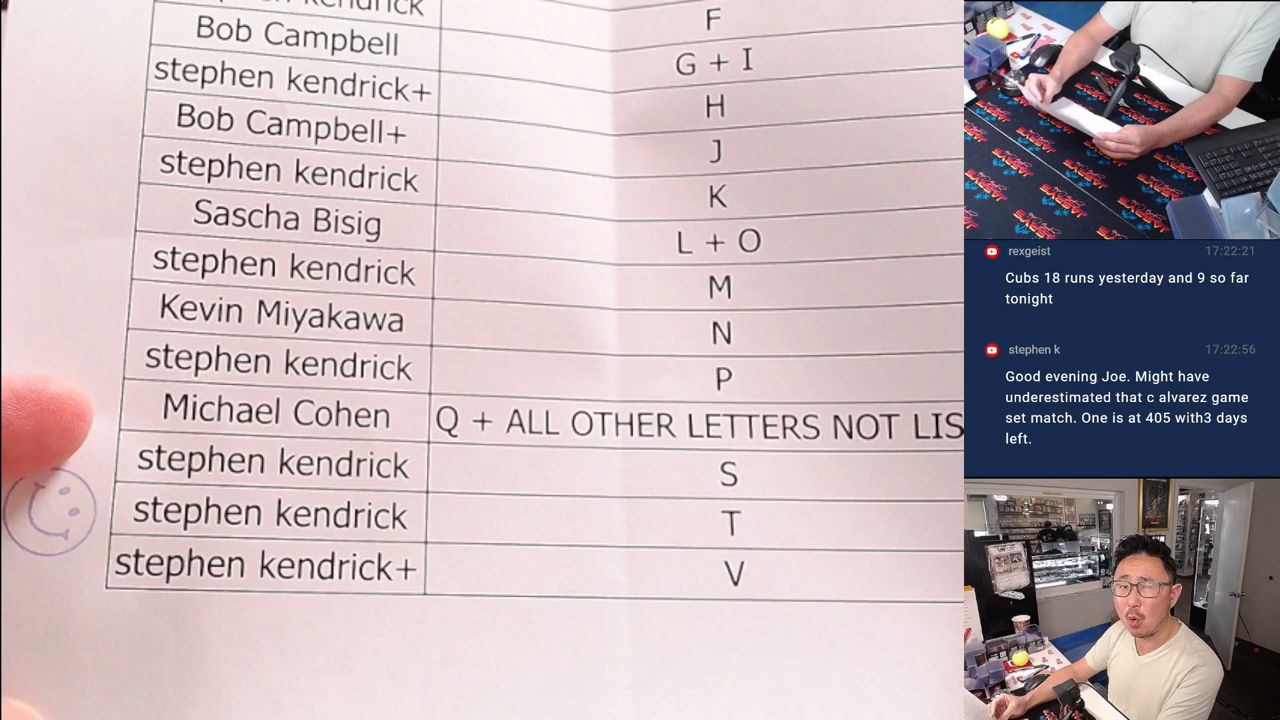 kendrick F
Bob Campbell G + I
stephen kendrick+ H
Bob Campbell+ J
stephen kendrick K
Sascha Bisig L + O
stephen kendrick M
Kevin Miyakawa N
stephen kendrick P
Michael Cohen Q + ALL OTHER LETTERS NOT LIS
stephen kendrick S
stephen kendrick T
stephen kendrick+ V
rexgeist 17:22:21
Cubs 18 runs yesterday and 9 so far
tonight
stephen k 17:22:56
Good evening Joe. Might have
underestimated that c alvarez game
set match. One is at 405 with3 days
left.